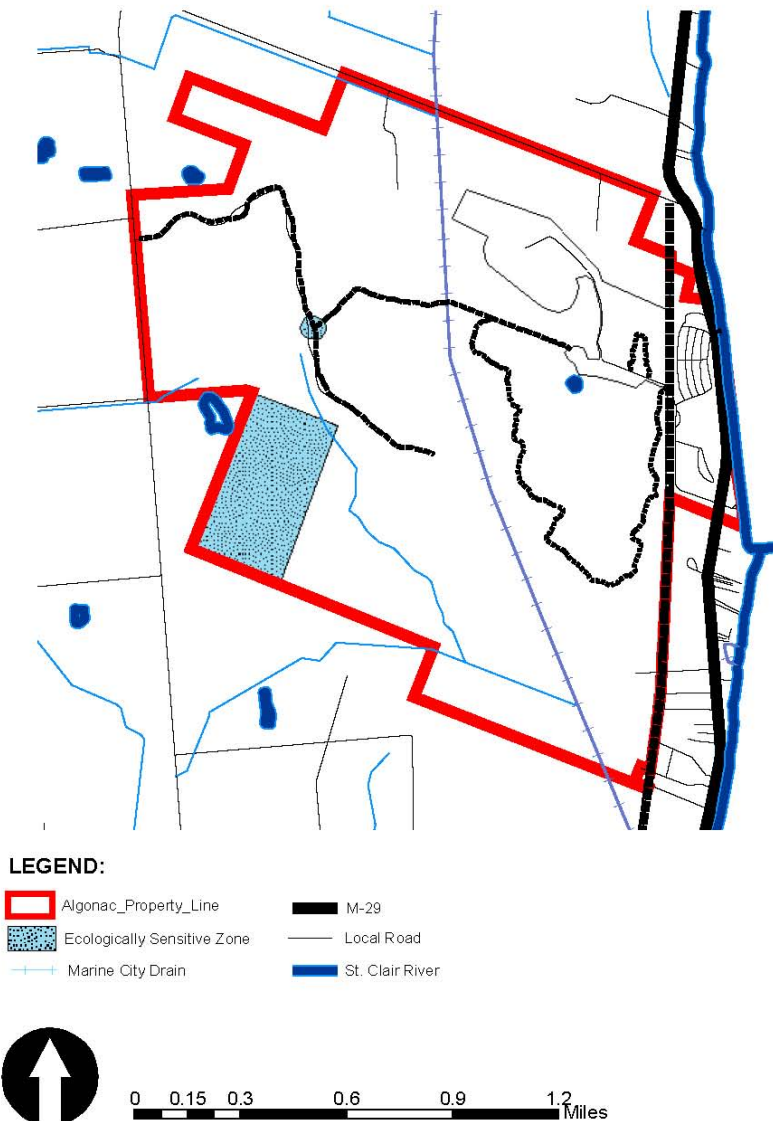 LEGEND:
Algonac_Property_Line M-29
Ecologically Sensitive Zone Local Road
Marine City Drain St. Clair River
0 0.15 0.3 0.6 0.9 1.2
Miles